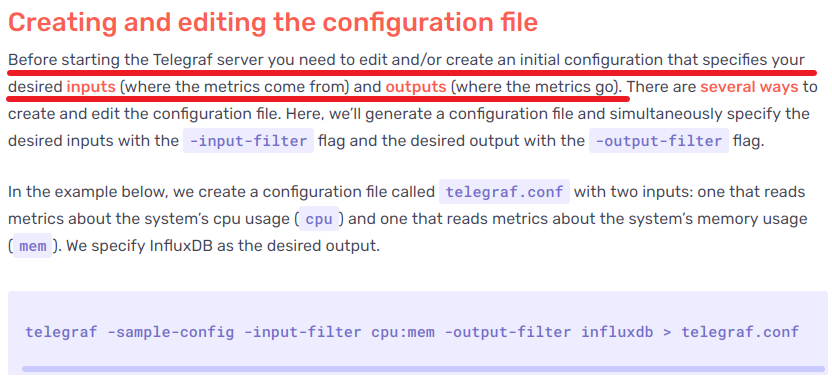 Creating and editing the configuration file
Before starting the Telegraf server you need to edit and/or create an initial configuration that specifies your
desired inputs (where the metrics come from) and outputs (where the metrics go). There are several ways to
create and edit the configuration file. Here, we’ll generate a configuration file and simultaneously specify the
desired inputs with the -input-filter flag and the desired output with the -output-filter flag.
In the example below, we create a configuration file called telegraf.conf with two inputs: one that reads
metrics about the system’s cpu usage (cpu) and one that reads metrics about the system’s memory usage
(mem). We specify InfluxDB as the desired output.
telegraf -sample-config -input-filter cpu:mem -output-filter influxdb > telegraf.conf